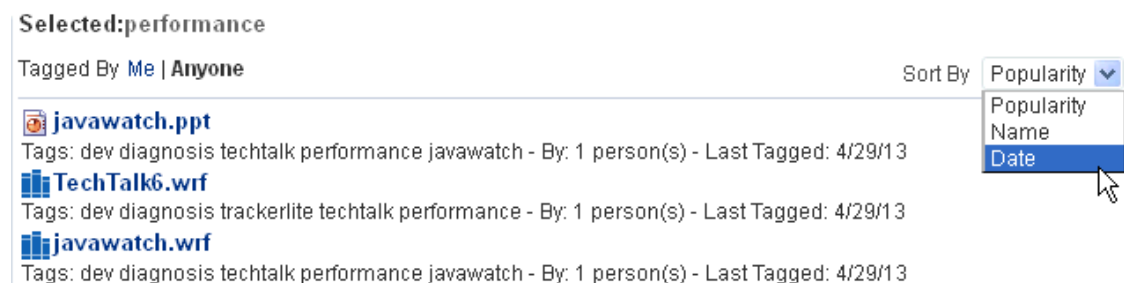 Selected:performance
Tagged By Me | Anyone
Sort By Popularity
Popularity
Name
Date
javawatch.ppt
Tags: dev diagnosis techtalk performance javawatch - By: 1 person(s) - Last Tagged: 4/29/13
TechTalk6.wrf
Tags: dev diagnosis trackerlite techtalk performance - By: 1 person(s) - Last Tagged: 4/29/13
javawatch.wrf
Tags: dev diagnosis techtalk performance javawatch - By: 1 person(s) - Last Tagged: 4/29/13